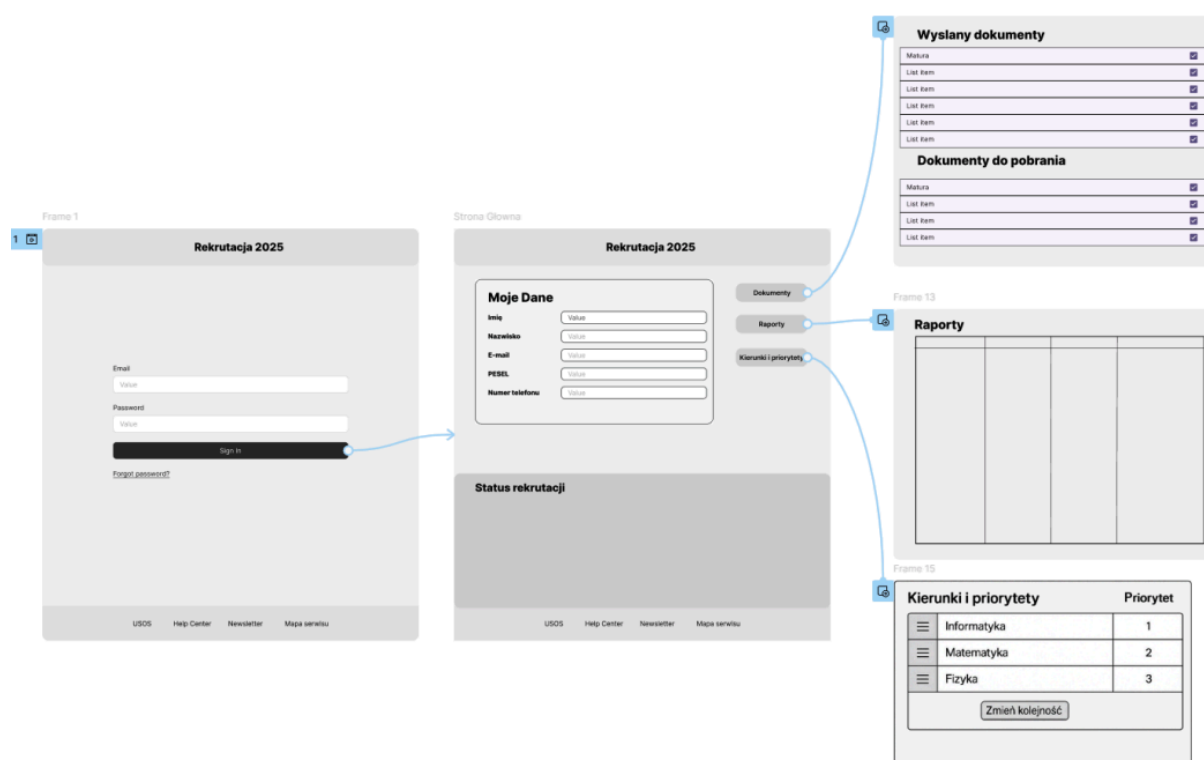 Wyslany dokumenty
Matura
List item
List item
List item
List item
List item
Dokumenty do pobrania
Matura
List item
List item
List item
Frame 1
1
Rekrutacja 2025
Email
Value
Password
Value
Sign In
Forgot password?
USOS Help Center Newsletter Mapa serwisu
Strona Głowna
Rekrutacja 2025
Moje Dane
Imię Value
Nazwisko Value
E-mail Value
PESEL Value
Numer telefonu Value
Dokumenty
Raporty
Kierunki i priorytety
Status rekrutacji
USOS Help Center Newsletter Mapa serwisu
Frame 13
Raporty
Frame 15
Kierunki i priorytety Priorytet
Informatyka 1
Matematyka 2
Fizyka 3
Zmień kolejność